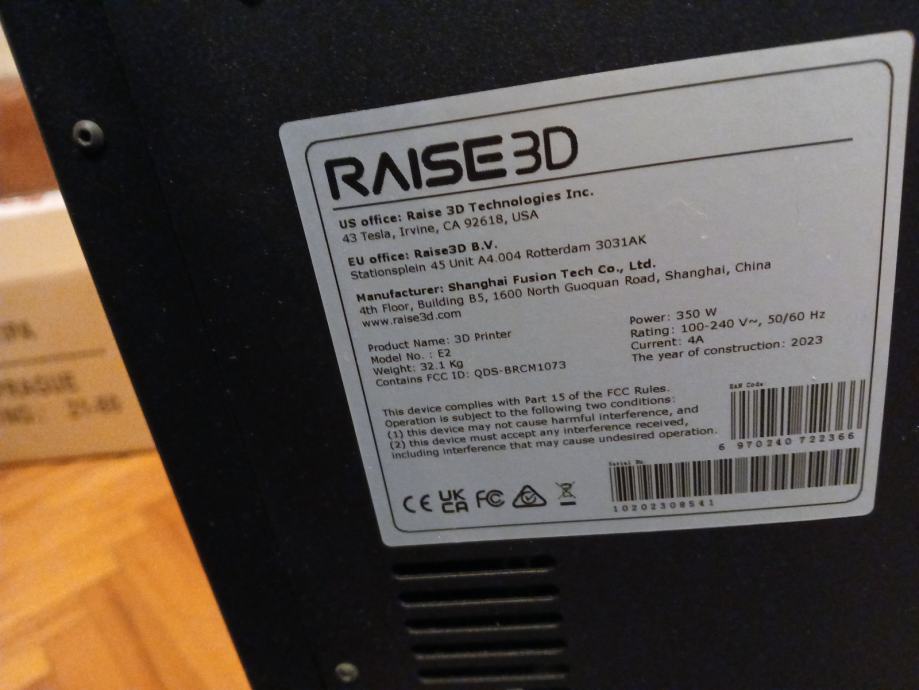 RAISE3D
US office: Raise 3D Technologies Inc.
43 Tesla, Irvine, CA 92618, USA
EU office: Raise3D B.V.
Stationsplein 45 Unit A4.004 Rotterdam 3031AK
Manufacturer: Shanghai Fusion Tech Co., Ltd.
4th Floor, Building B5, 1600 North Guoquan Road, Shanghai, China
www.raise3d.com
Product Name: 3D Printer
Model No. : E2
Weight: 32.1 Kg
Contains FCC ID: QDS-BRCM1073
Power: 350 W
Rating: 100-240 V~, 50/60 Hz
Current: 4A
The year of construction: 2023
This device complies with Part 15 of the FCC Rules.
Operation is subject to the following two conditions:
(1) this device may not cause harmful interference, and
(2) this device must accept any interference received,
including interference that may cause undesired operation.
EAN Code:
6 970240 722366
Serial No.
10202308541
CE UK CA FC
PRAGUE